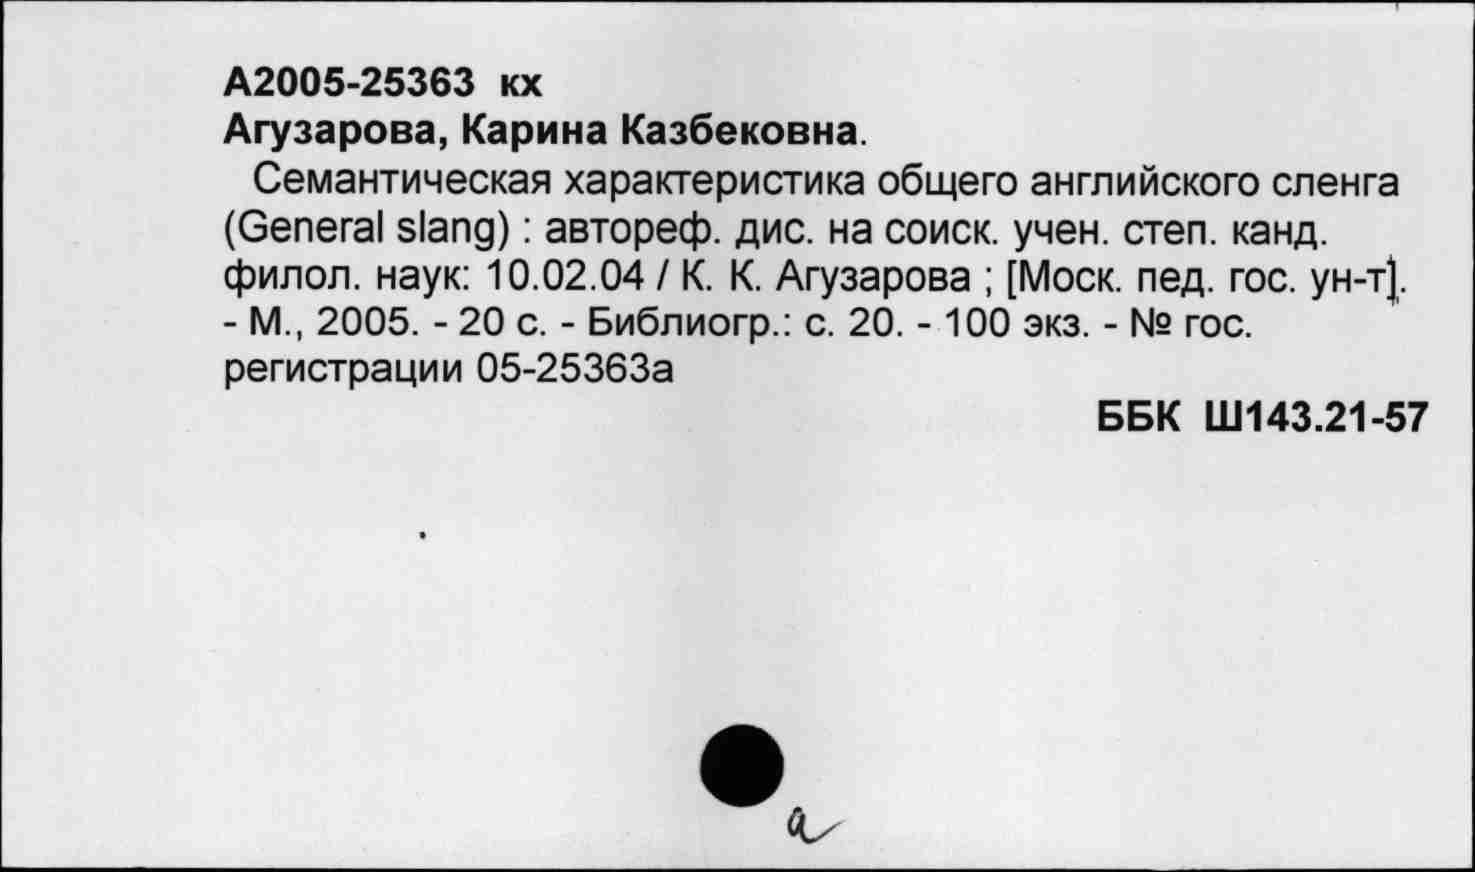 А2005-25363 кх
Агузарова, Карина Казбековна.
Семантическая характеристика общего английского сленга
(General slang) : автореф. дис. на соиск. учен. степ. канд.
филол. наук: 10.02.04 / К. К. Агузарова ; [Моск. пед. гос. ун-т].
- М., 2005. - 20 с. - Библиогр.: с. 20. - 100 экз. - № гос.
регистрации 05-25363а
ББК Ш143.21-57
а